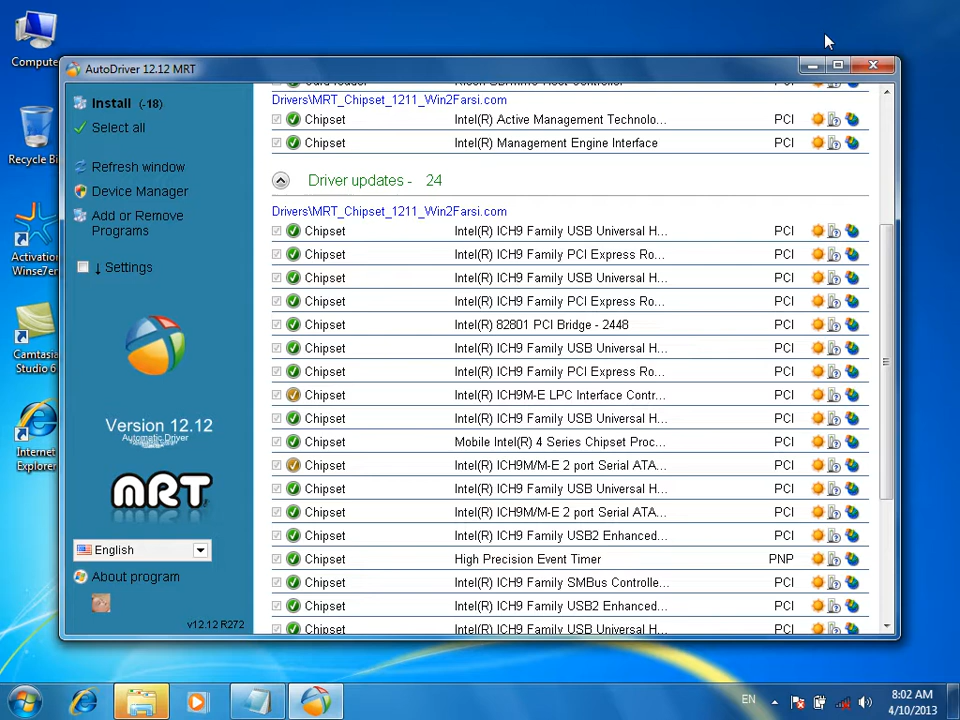 Compute
Recycle Bi
Activation
Winse7en
Camtasia
Studio 6
Internet
Explorer
AutoDriver 12.12 MRT
Install (-18)
Select all
Refresh window
Device Manager
Add or Remove
Programs
↓ Settings
Version 12.12
Automatic Driver
MRT
English
About program
v12.12 R272
Drivers\MRT_Chipset_1211_Win2Farsi.com
Chipset Intel(R) Active Management Technolo... PCI
Chipset Intel(R) Management Engine Interface PCI
Driver updates - 24
Drivers\MRT_Chipset_1211_Win2Farsi.com
Chipset Intel(R) ICH9 Family USB Universal H... PCI
Chipset Intel(R) ICH9 Family PCI Express Ro... PCI
Chipset Intel(R) ICH9 Family USB Universal H... PCI
Chipset Intel(R) ICH9 Family PCI Express Ro... PCI
Chipset Intel(R) 82801 PCI Bridge - 2448 PCI
Chipset Intel(R) ICH9 Family USB Universal H... PCI
Chipset Intel(R) ICH9 Family PCI Express Ro... PCI
Chipset Intel(R) ICH9M-E LPC Interface Contr... PCI
Chipset Intel(R) ICH9 Family USB Universal H... PCI
Chipset Mobile Intel(R) 4 Series Chipset Proc... PCI
Chipset Intel(R) ICH9M/M-E 2 port Serial ATA... PCI
Chipset Intel(R) ICH9 Family USB Universal H... PCI
Chipset Intel(R) ICH9M/M-E 2 port Serial ATA... PCI
Chipset Intel(R) ICH9 Family USB2 Enhanced... PCI
Chipset High Precision Event Timer PNP
Chipset Intel(R) ICH9 Family SMBus Controlle... PCI
Chipset Intel(R) ICH9 Family USB2 Enhanced... PCI
Chipset Intel(R) ICH9 Family USB Universal H... PCI
EN
8:02 AM
4/10/2013